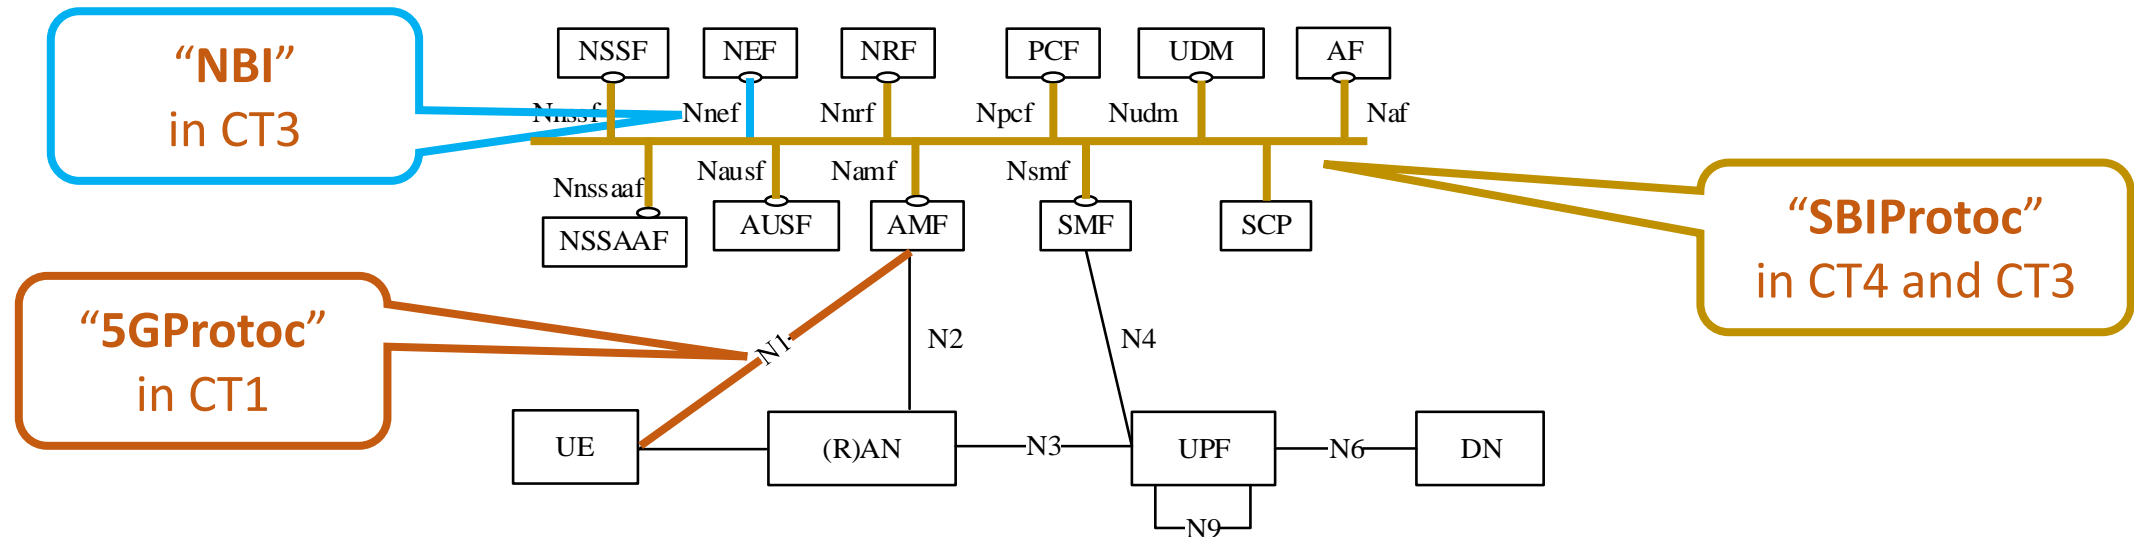 “NBI”
in CT3
NSSF
NEF
NRF
PCF
UDM
AF
Nnssf
Nnef
Nnrf
Npcf
Nudm
Naf
Nnssaaf
Nausf
Namf
Nsmf
NSSAAF
AUSF
AMF
SMF
SCP
“SBIProtoc”
in CT4 and CT3
“5GProtoc”
in CT1
N1
N2
N4
UE
(R)AN
N3
UPF
N6
DN
N9